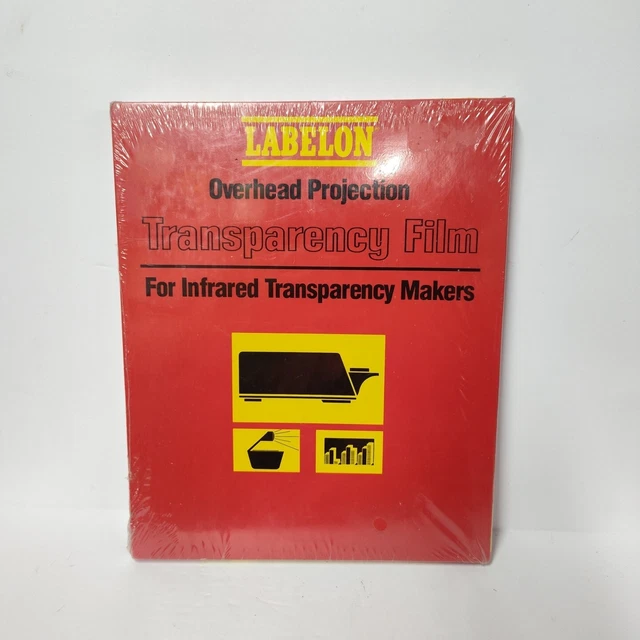 LABELON
Overhead Projection
Transparency Film
For Infrared Transparency Makers